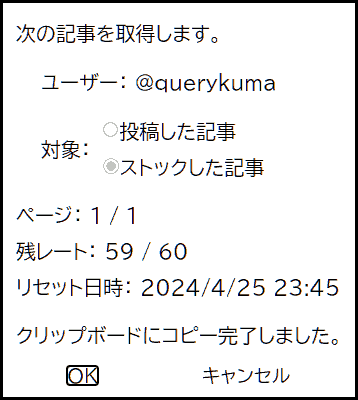 次の記事を取得します。
ユーザー： @querykuma
対象：
投稿した記事
ストックした記事
ページ： 1 / 1
残レート： 59 / 60
リセット日時： 2024/4/25 23:45
クリップボードにコピー完了しました。
OK キャンセル